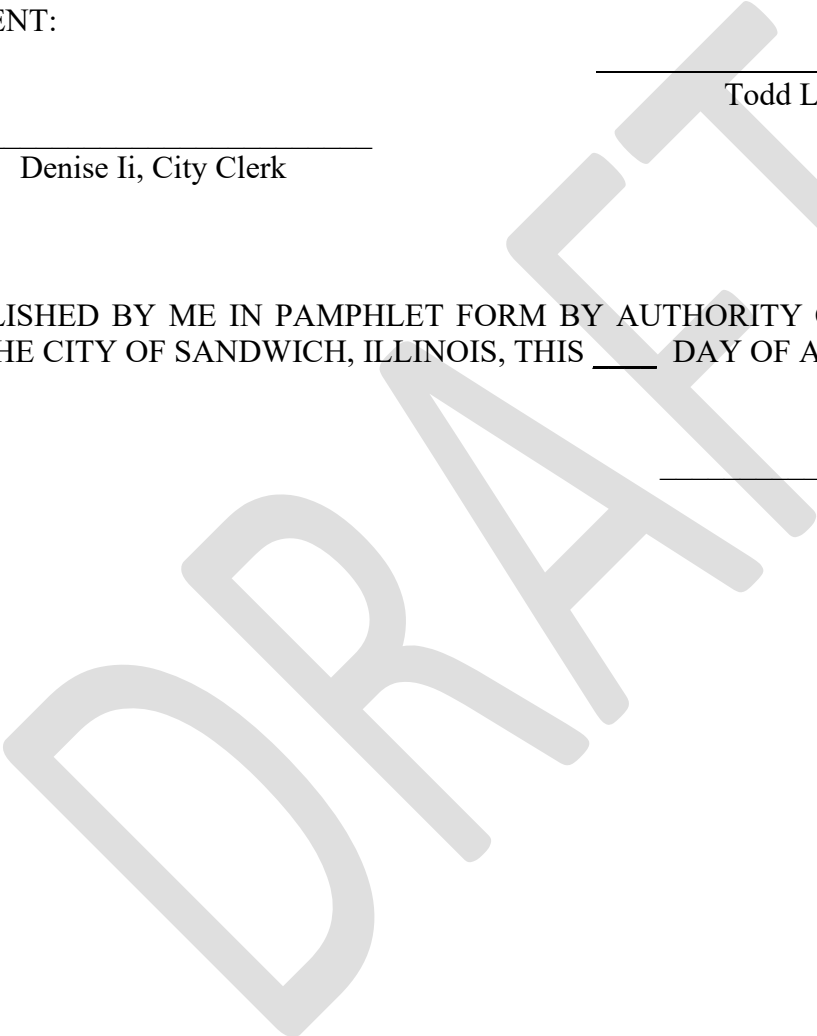 ENT:
Todd L
Denise Ii, City Clerk
LISHED BY ME IN PAMPHLET FORM BY AUTHORITY
HE CITY OF SANDWICH, ILLINOIS, THIS ____ DAY OF A
DRAFT